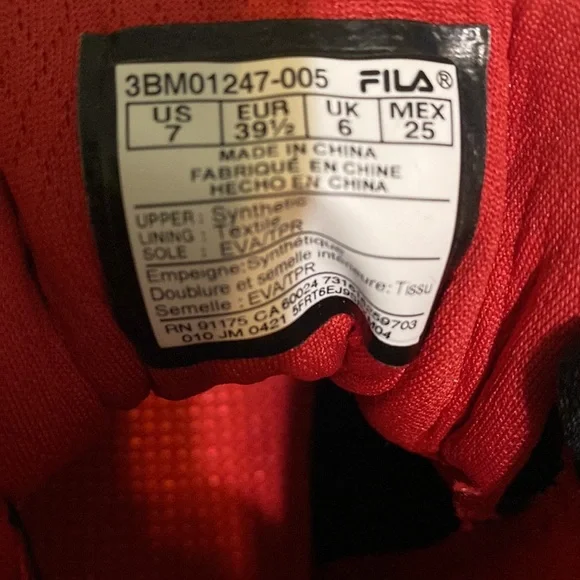 3BM01247-005 FILA®
US EUR UK MEX
7 39½ 6 25
MADE IN CHINA
FABRIQUÉ EN CHINE
HECHO EN CHINA
UPPER: Synthetic
LINING: Textile
SOLE: EVA/TPR
Empeigne: Synthétique
Doublure et semelle intérieure: Tissu
Semelle: EVA/TPR
RN 91175 CA 60024
010 JM 0421